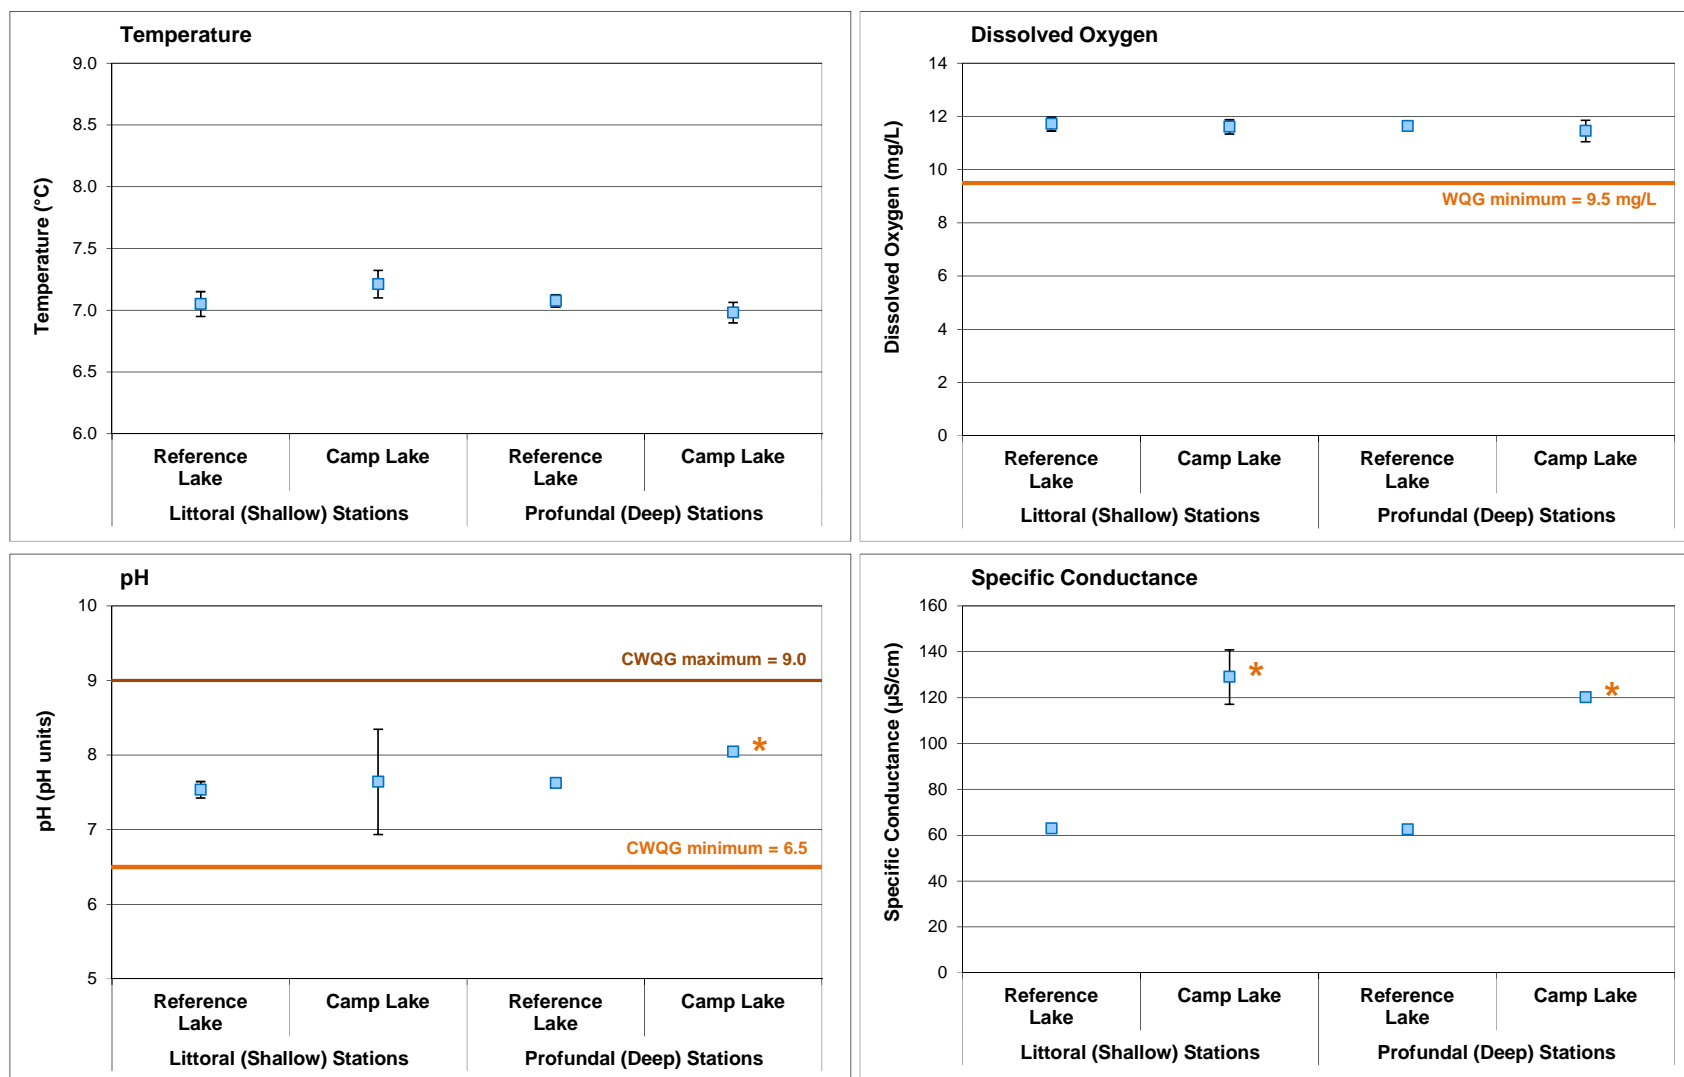 Temperature
9.0
8.5
8.0
7.5
7.0
6.5
6.0
Temperature (°C)
Reference
Lake
Camp Lake
Reference
Lake
Camp Lake
Littoral (Shallow) Stations
Profundal (Deep) Stations
Dissolved Oxygen
14
12
10
8
6
4
2
0
Dissolved Oxygen (mg/L)
WQG minimum = 9.5 mg/L
Reference
Lake
Camp Lake
Reference
Lake
Camp Lake
Littoral (Shallow) Stations
Profundal (Deep) Stations
pH
10
9
8
7
6
5
pH (pH units)
CWQG maximum = 9.0
*
CWQG minimum = 6.5
Reference
Lake
Camp Lake
Reference
Lake
Camp Lake
Littoral (Shallow) Stations
Profundal (Deep) Stations
Specific Conductance
160
140
120
100
80
60
40
20
0
Specific Conductance (µS/cm)
*
*
Reference
Lake
Camp Lake
Reference
Lake
Camp Lake
Littoral (Shallow) Stations
Profundal (Deep) Stations